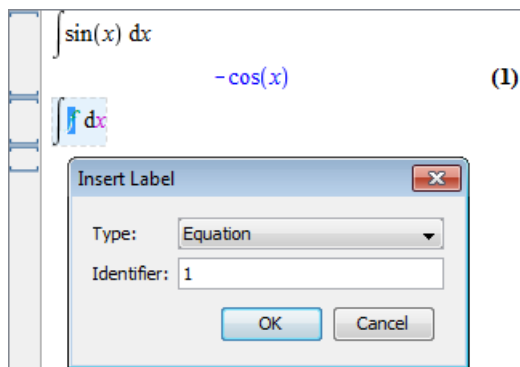 ∫sin(x) dx
-cos(x) (1)
∫f dx
Insert Label
Type: Equation
Identifier: 1
OK Cancel